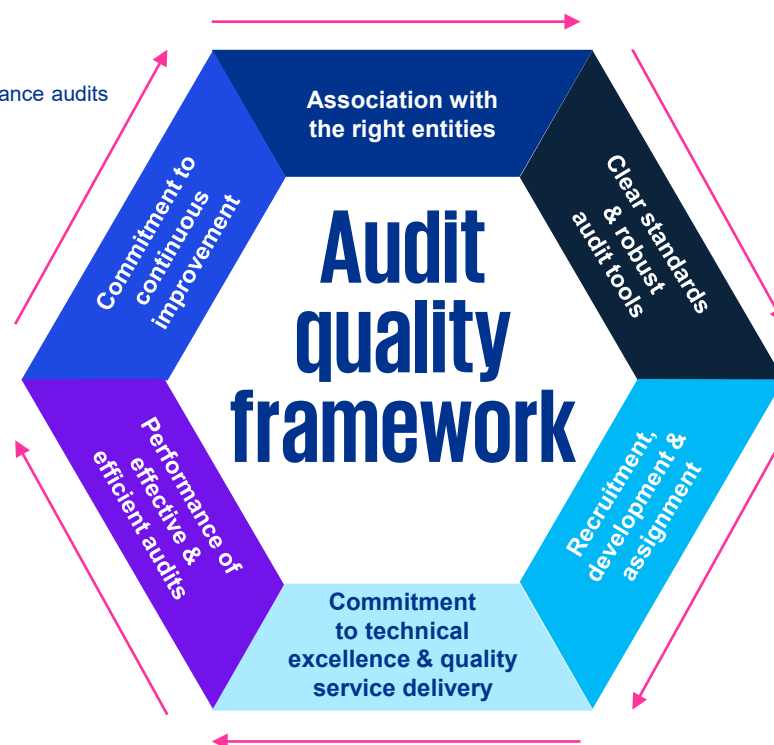 audits
Association with
the right entities
Clear standards
& robust
audit tools
Recruitment,
development &
assignment
Commitment
to technical
excellence & quality
service delivery
Performance of
effective &
efficient audits
Commitment to
continuous
improvement
Audit
quality
framework